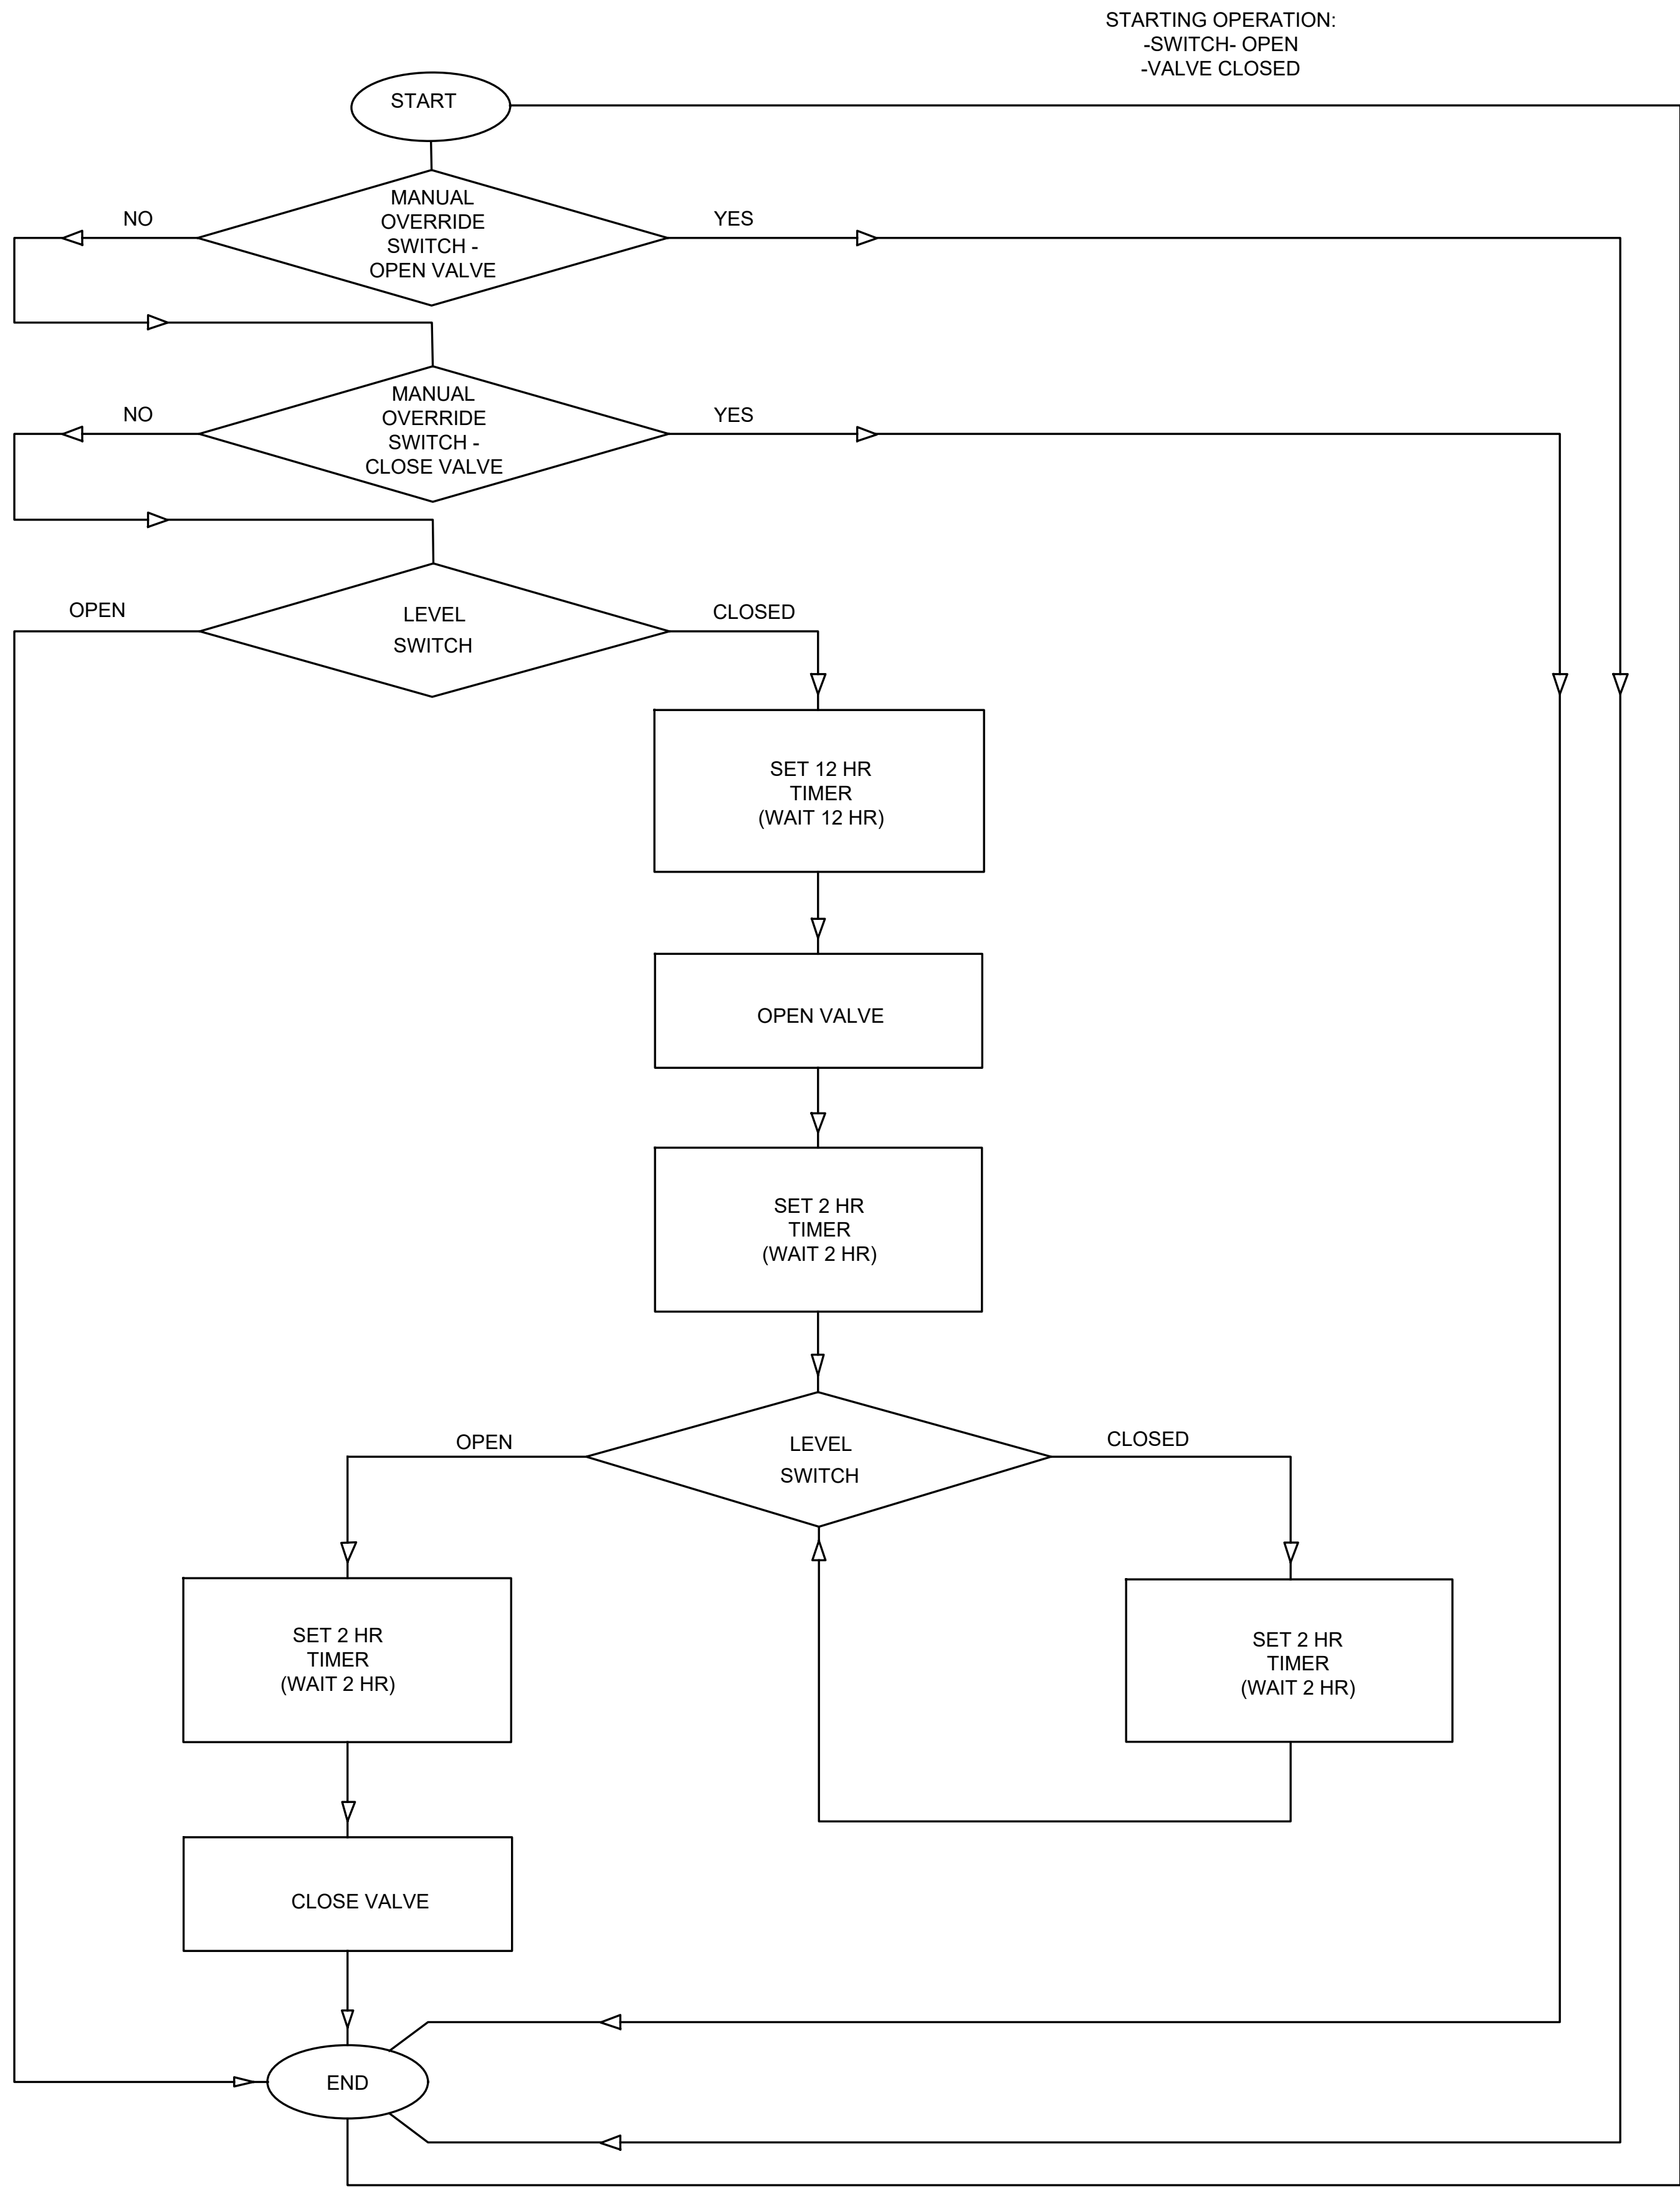 STARTING OPERATION:
-SWITCH- OPEN
-VALVE CLOSED
START
MANUAL
OVERRIDE
SWITCH -
OPEN VALVE
NO
YES
MANUAL
OVERRIDE
SWITCH -
CLOSE VALVE
NO
YES
LEVEL
SWITCH
OPEN
CLOSED
SET 12 HR
TIMER
(WAIT 12 HR)
OPEN VALVE
SET 2 HR
TIMER
(WAIT 2 HR)
LEVEL
SWITCH
OPEN
CLOSED
SET 2 HR
TIMER
(WAIT 2 HR)
SET 2 HR
TIMER
(WAIT 2 HR)
CLOSE VALVE
END